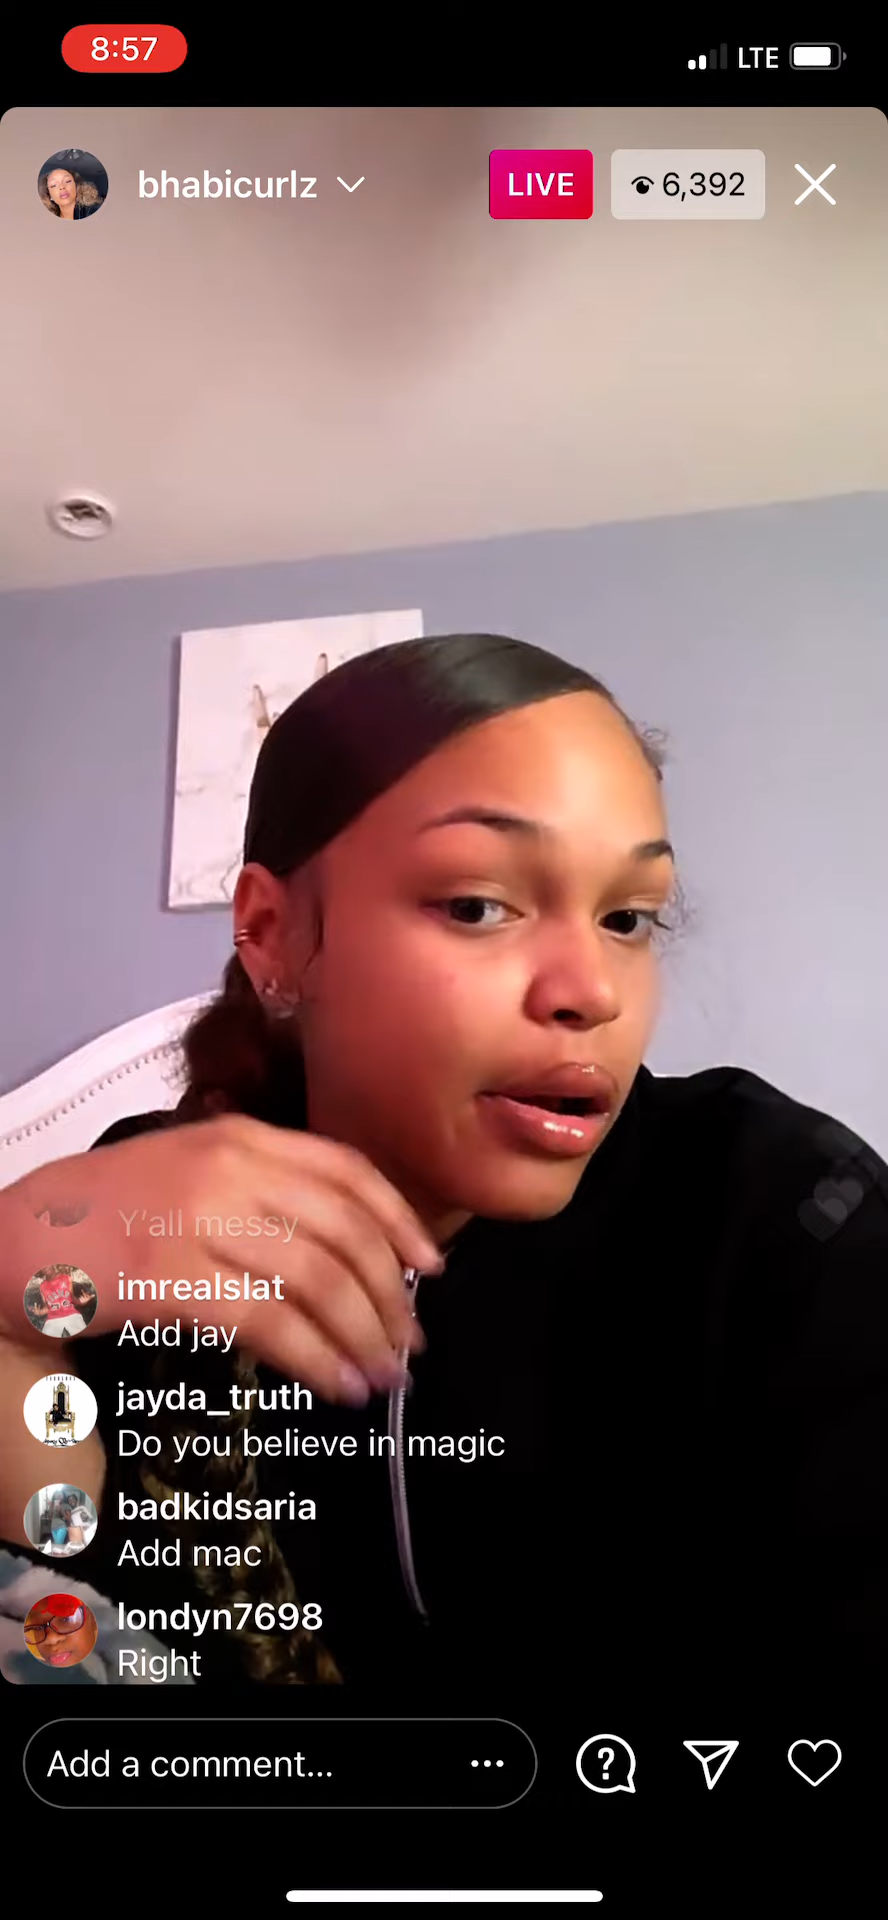 8:57
LTE
bhabicurlz
LIVE
6,392
Y'all messy
imrealslat
Add jay
jayda_truth
Do you believe in magic
badkidsaria
Add mac
londyn7698
Right
Add a comment...